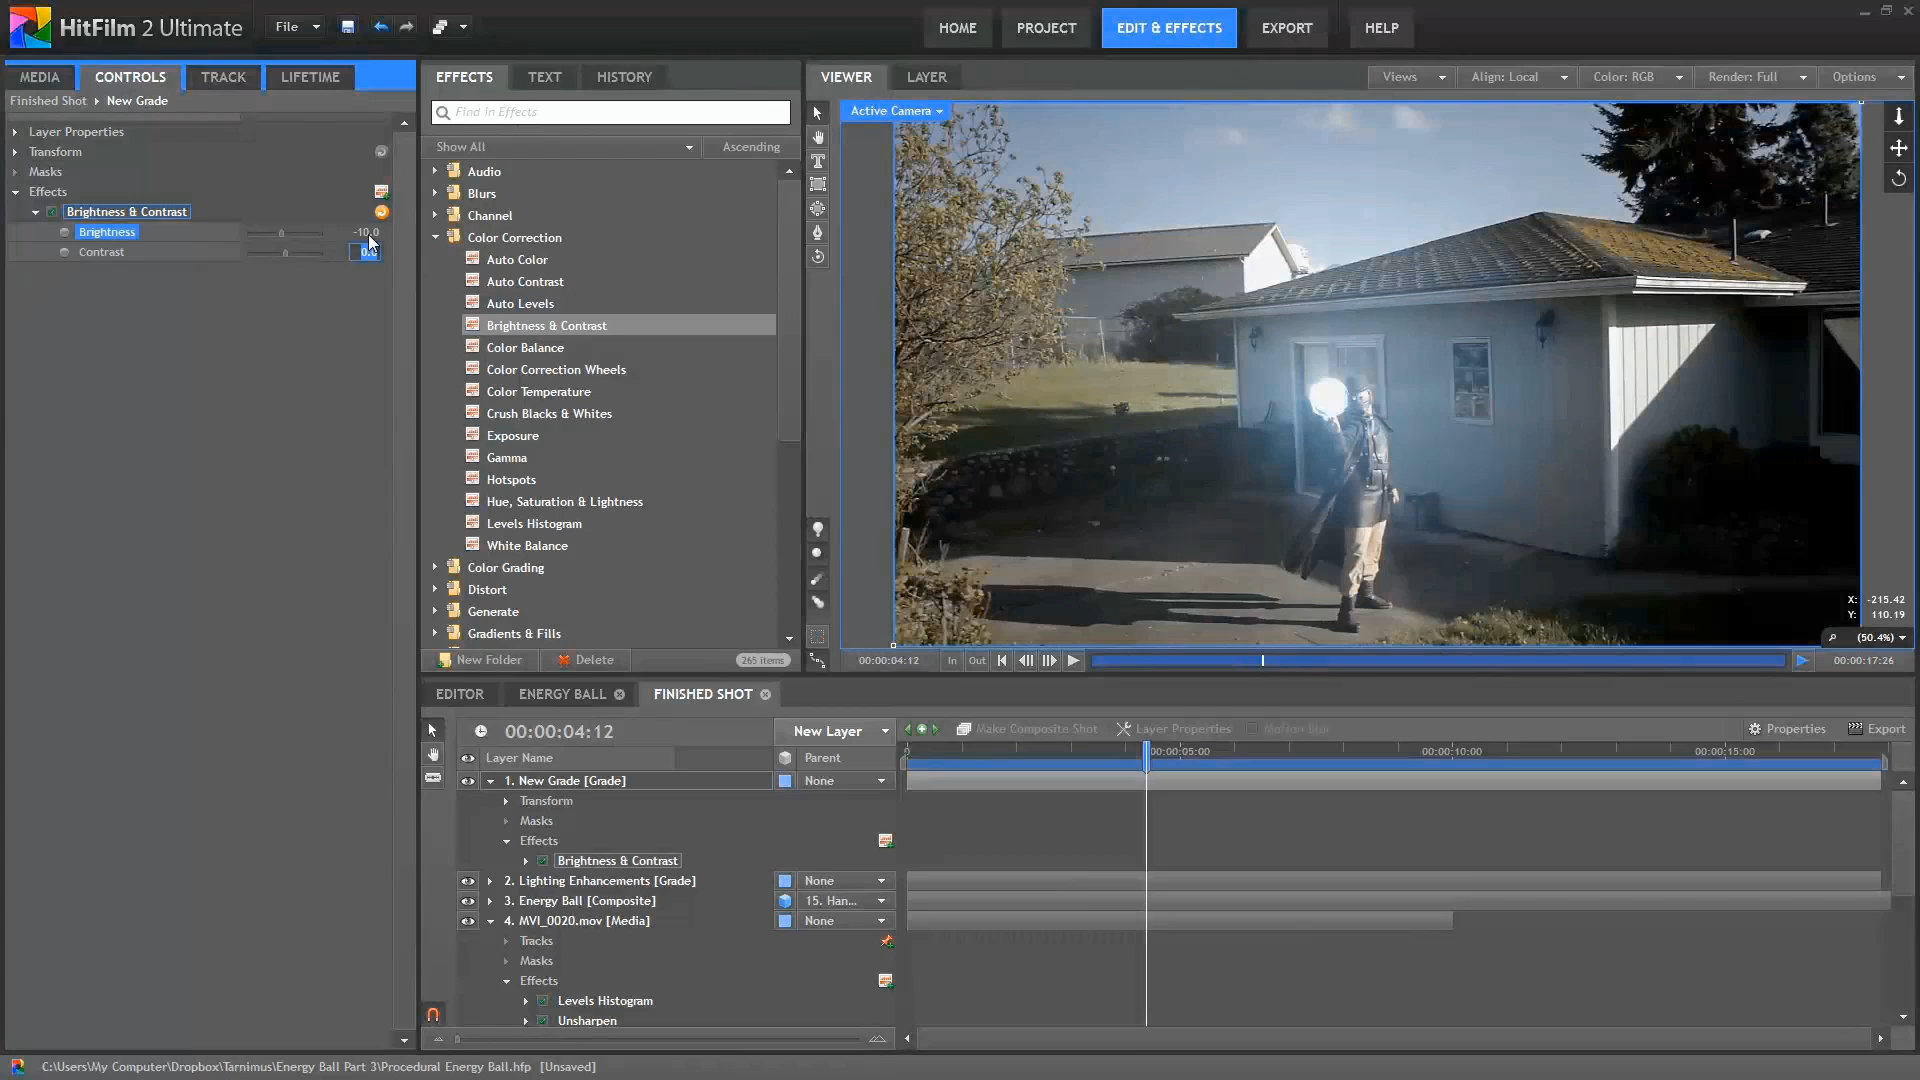 HitFilm 2 Ultimate
File
HOME
PROJECT
EDIT & EFFECTS
EXPORT
HELP
MEDIA
CONTROLS
TRACK
LIFETIME
Finished Shot
New Grade
Layer Properties
Transform
Masks
Effects
Brightness & Contrast
Brightness
-10.0
Contrast
0.0
EFFECTS
TEXT
HISTORY
Find In Effects
Show All
Ascending
Audio
Blurs
Channel
Color Correction
Auto Color
Auto Contrast
Auto Levels
Brightness & Contrast
Color Balance
Color Correction Wheels
Color Temperature
Crush Blacks & Whites
Exposure
Gamma
Hotspots
Hue, Saturation & Lightness
Levels Histogram
White Balance
Color Grading
Distort
Generate
Gradients & Fills
New Folder
Delete
265 items
VIEWER
LAYER
Views
Align: Local
Color: RGB
Render: Full
Options
Active Camera
X: -215.42
Y: 110.19
(50.4%)
00:00:04:12
In
Out
00:00:17:26
EDITOR
ENERGY BALL
FINISHED SHOT
00:00:04:12
New Layer
Make Composite Shot
Layer Properties
Motion Blur
Properties
Export
Layer Name
Parent
0
00:00:05:00
00:00:10:00
00:00:15:00
1. New Grade [Grade]
None
Transform
Masks
Effects
Brightness & Contrast
2. Lighting Enhancements [Grade]
None
3. Energy Ball [Composite]
15. Han...
4. MVI_0020.mov [Media]
None
Tracks
Masks
Effects
Levels Histogram
Unsharpen
C:\Users\My Computer\Dropbox\Tarnimus\Energy Ball Part 3\Procedural Energy Ball.hfp [Unsaved]